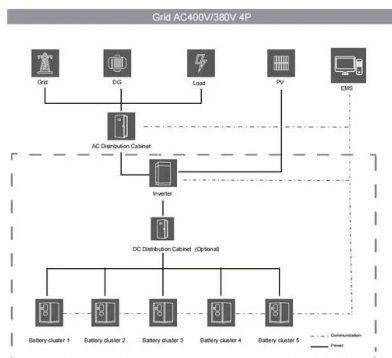 Grid AC400V/380V 4P
Grid
DG
Load
PV
EMS
AC Distribution Cabinet
Inverter
DC Distribution Cabinet (Optional)
Battery cluster 1
Battery cluster 2
Battery cluster 3
Battery cluster 4
Battery cluster 5
Communication
Power